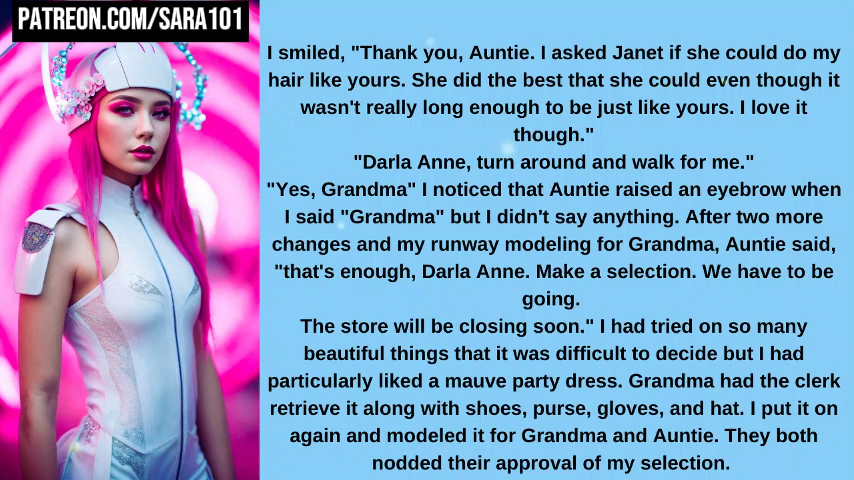 PATREON.COM/SARA101
I smiled, "Thank you, Auntie. I asked Janet if she could do my
hair like yours. She did the best that she could even though it
wasn't really long enough to be just like yours. I love it
though."
"Darla Anne, turn around and walk for me."
"Yes, Grandma" I noticed that Auntie raised an eyebrow when
I said "Grandma" but I didn't say anything. After two more
changes and my runway modeling for Grandma, Auntie said,
"that's enough, Darla Anne. Make a selection. We have to be
going.
The store will be closing soon." I had tried on so many
beautiful things that it was difficult to decide but I had
particularly liked a mauve party dress. Grandma had the clerk
retrieve it along with shoes, purse, gloves, and hat. I put it on
again and modeled it for Grandma and Auntie. They both
nodded their approval of my selection.